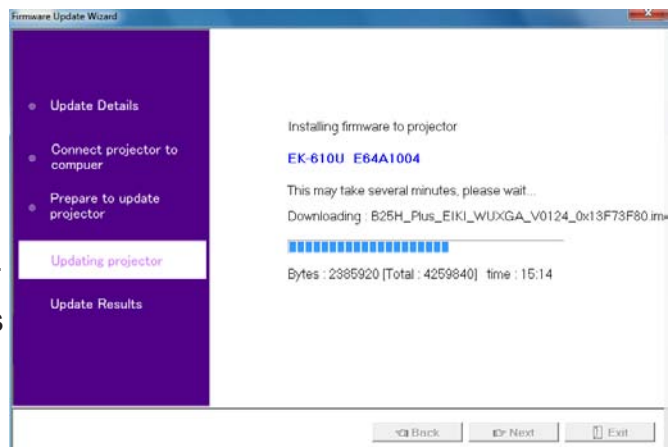 Firmware Update Wizard
Update Details
Connect projector to
compuer
Prepare to update
projector
Updating projector
Update Results
Installing firmware to projector
EK-610U E64A1004
This may take several minutes, please wait...
Downloading : B25H_Plus_EIKI_WUXGA_V0124_0x13F73F80.im
Bytes : 2385920 [Total : 4259840] time : 15:14
Back Next Exit